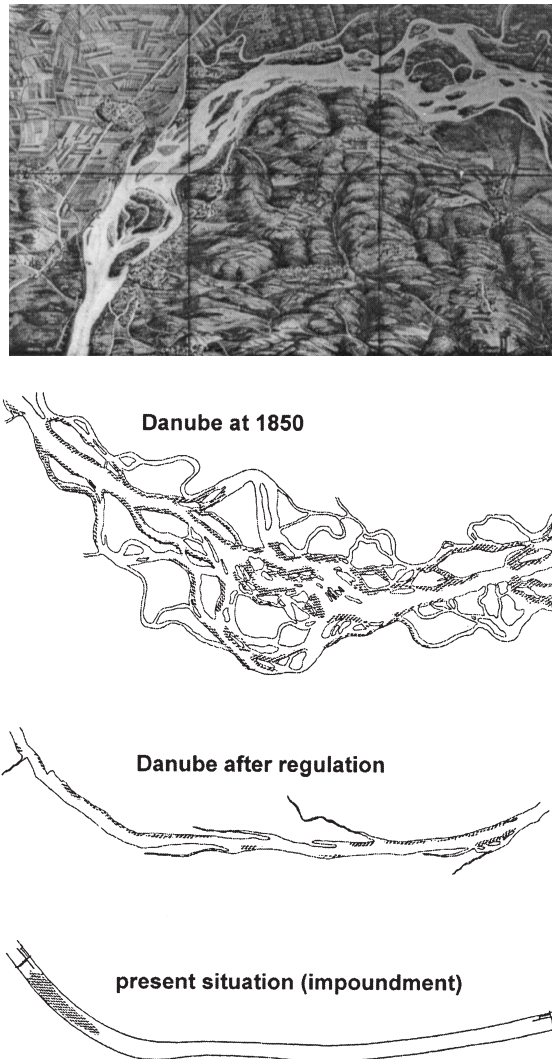 Danube at 1850
Danube after regulation
present situation (impoundment)